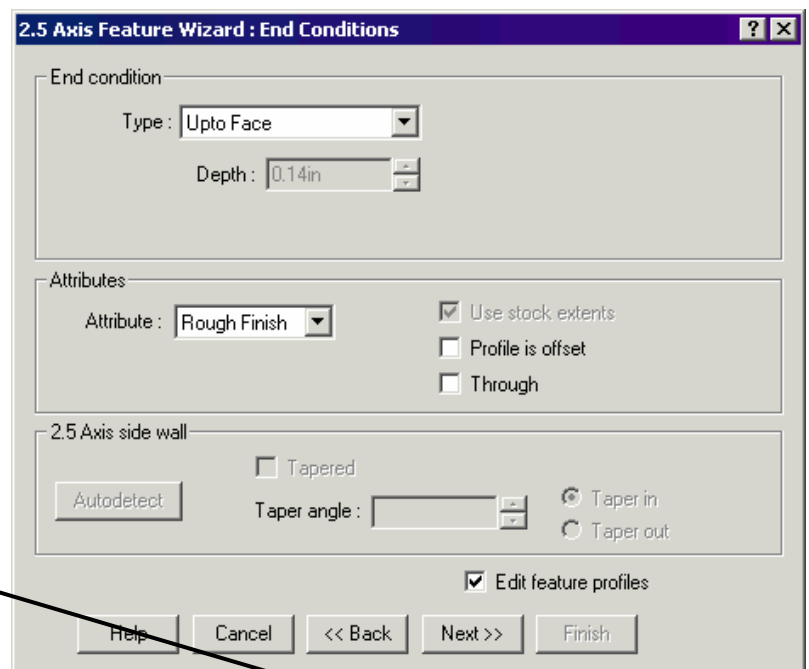 2.5 Axis Feature Wizard : End Conditions
End condition
Type : Upto Face
Depth : 0.14in
Attributes
Attribute : Rough Finish
Use stock extents
Profile is offset
Through
2.5 Axis side wall
Tapered
Autodetect
Taper angle :
Taper in
Taper out
Edit feature profiles
Help Cancel << Back Next >> Finish